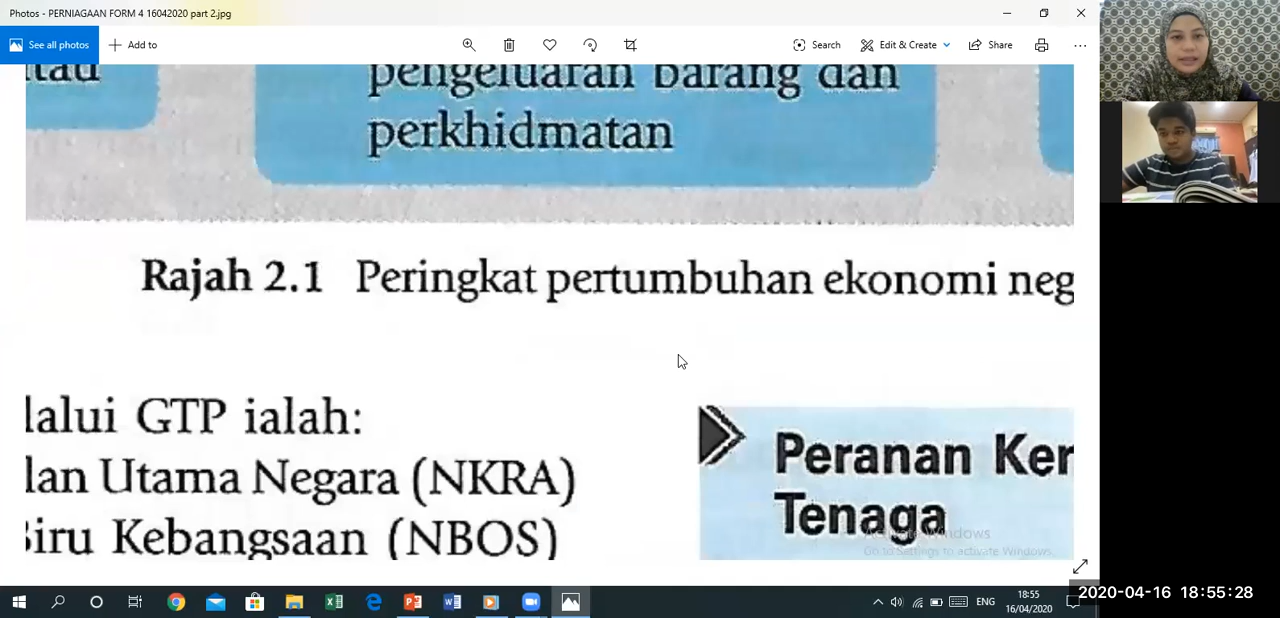 Photos - PERNIAGAAN FORM 4 16042020 part 2.jpg
See all photos
Add to
Search
Edit & Create
Share
pengeluaran barang dan
perkhidmatan
Rajah 2.1 Peringkat pertumbuhan ekonomi neg
lalui GTP ialah:
lan Utama Negara (NKRA)
Biru Kebangsaan (NBOS)
Peranan Ker
Tenaga
Activate Windows
Go to Settings to activate Windows.
ENG
18:55
16/04/2020
2020-04-16 18:55:28